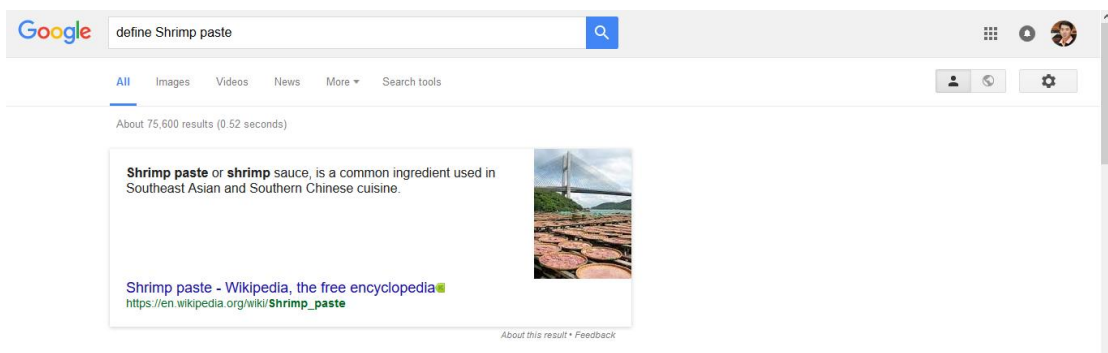 Google
define Shrimp paste
All Images Videos News More Search tools
About 75,600 results (0.52 seconds)
Shrimp paste or shrimp sauce, is a common ingredient used in
Southeast Asian and Southern Chinese cuisine.
Shrimp paste - Wikipedia, the free encyclopedia
https://en.wikipedia.org/wiki/Shrimp_paste
About this result • Feedback